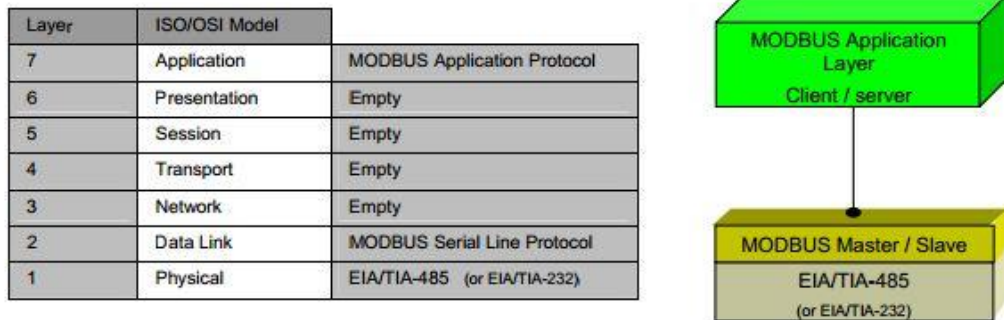 Layer ISO/OSI Model
7 Application MODBUS Application Protocol
6 Presentation Empty
5 Session Empty
4 Transport Empty
3 Network Empty
2 Data Link MODBUS Serial Line Protocol
1 Physical EIA/TIA-485 (or EIA/TIA-232)
MODBUS Application
Layer
Client / server
MODBUS Master / Slave
EIA/TIA-485
(or EIA/TIA-232)